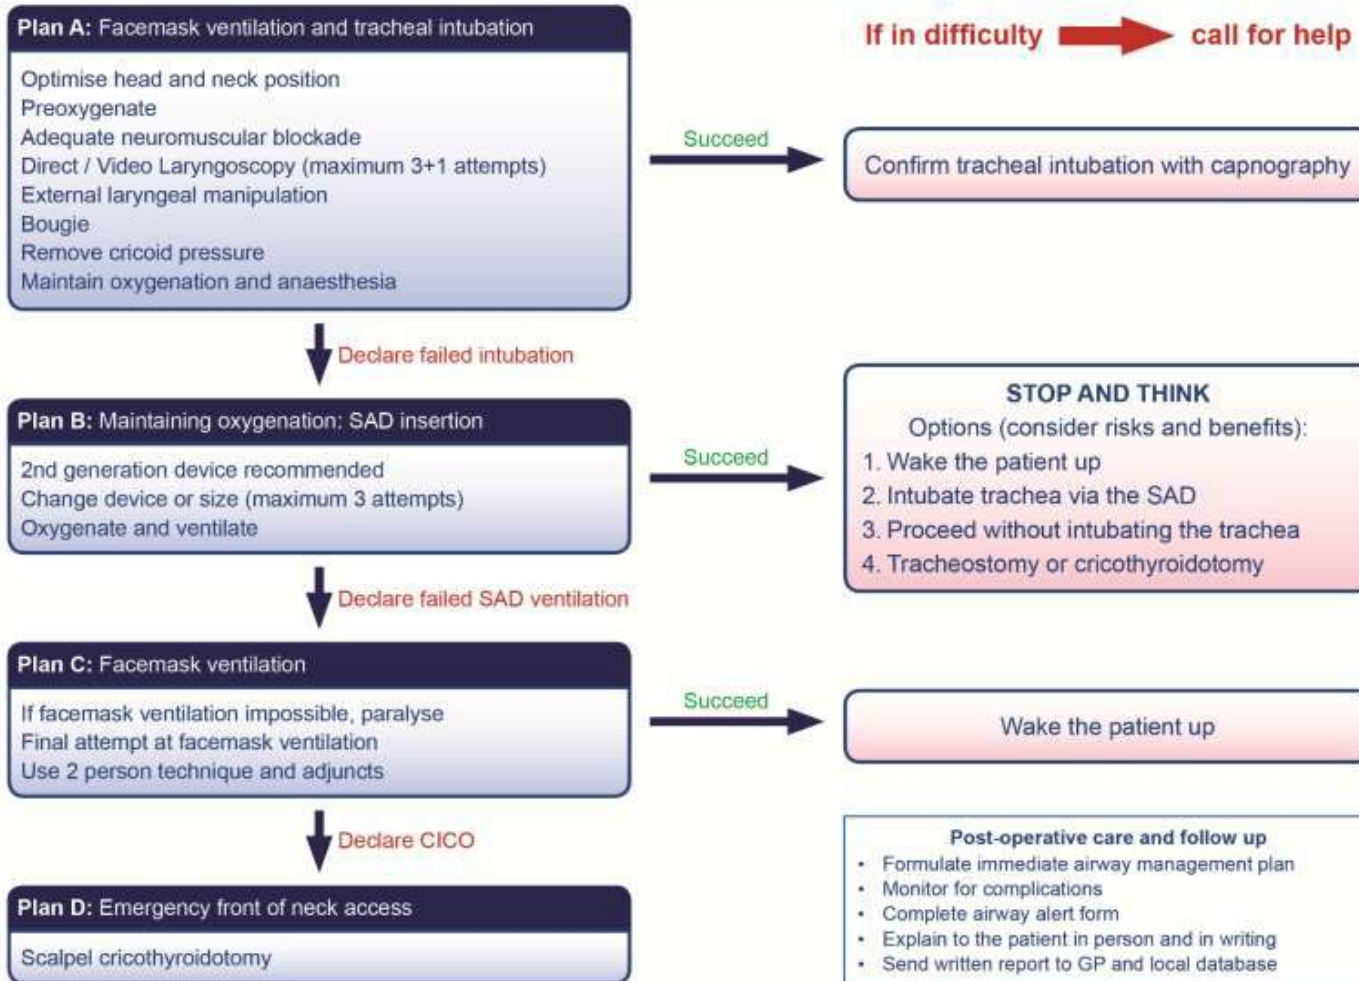 Plan A: Facemask ventilation and tracheal intubation
Optimise head and neck position
Preoxygenate
Adequate neuromuscular blockade
Direct / Video Laryngoscopy (maximum 3+1 attempts)
External laryngeal manipulation
Bougie
Remove cricoid pressure
Maintain oxygenation and anaesthesia
If in difficulty call for help
Succeed
Confirm tracheal intubation with capnography
Declare failed intubation
Plan B: Maintaining oxygenation: SAD insertion
2nd generation device recommended
Change device or size (maximum 3 attempts)
Oxygenate and ventilate
Succeed
STOP AND THINK
Options (consider risks and benefits):
1. Wake the patient up
2. Intubate trachea via the SAD
3. Proceed without intubating the trachea
4. Tracheostomy or cricothyroidotomy
Declare failed SAD ventilation
Plan C: Facemask ventilation
If facemask ventilation impossible, paralyse
Final attempt at facemask ventilation
Use 2 person technique and adjuncts
Succeed
Wake the patient up
Declare CICO
Plan D: Emergency front of neck access
Scalpel cricothyroidotomy
Post-operative care and follow up
• Formulate immediate airway management plan
• Monitor for complications
• Complete airway alert form
• Explain to the patient in person and in writing
• Send written report to GP and local database